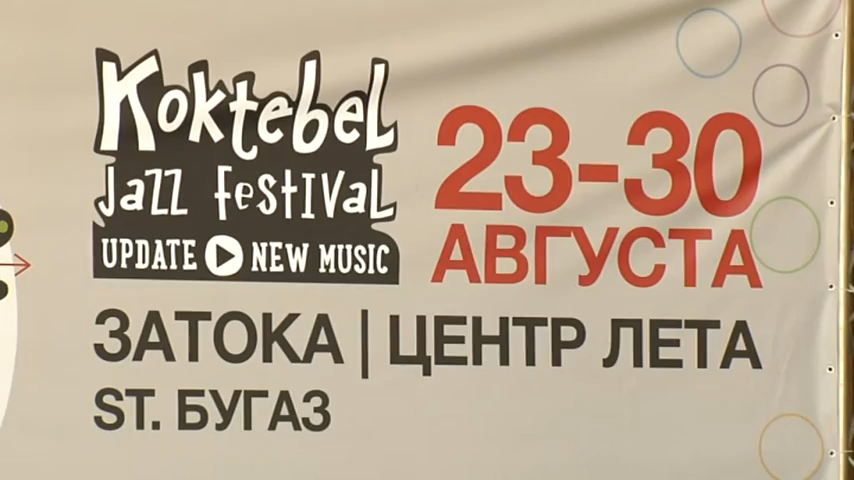 Koktebel
Jazz Festival
UPDATE NEW MUSIC
23-30
АВГУСТА
ЗАТОКА | ЦЕНТР ЛЕТА
ST. БУГАЗ